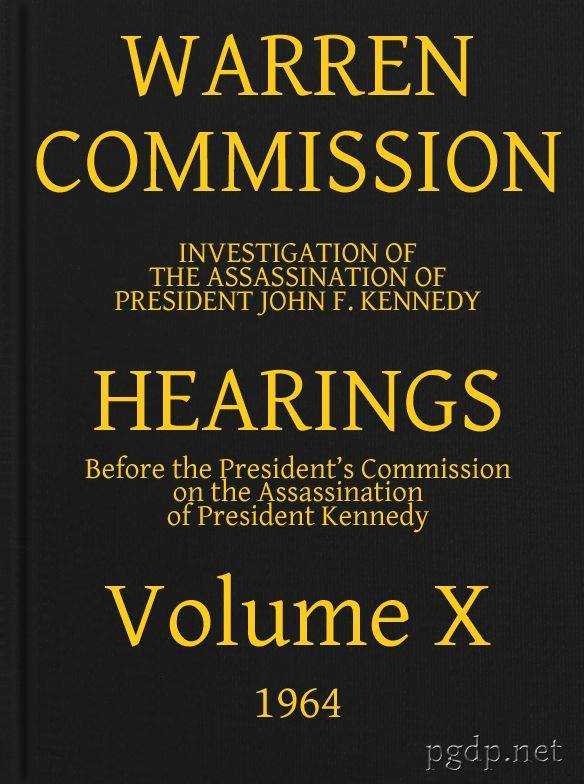 WARREN
COMMISSION
INVESTIGATION OF
THE ASSASSINATION OF
PRESIDENT JOHN F. KENNEDY
HEARINGS
Before the President’s Commission
on the Assassination
of President Kennedy
Volume X
1964
pgdp.net